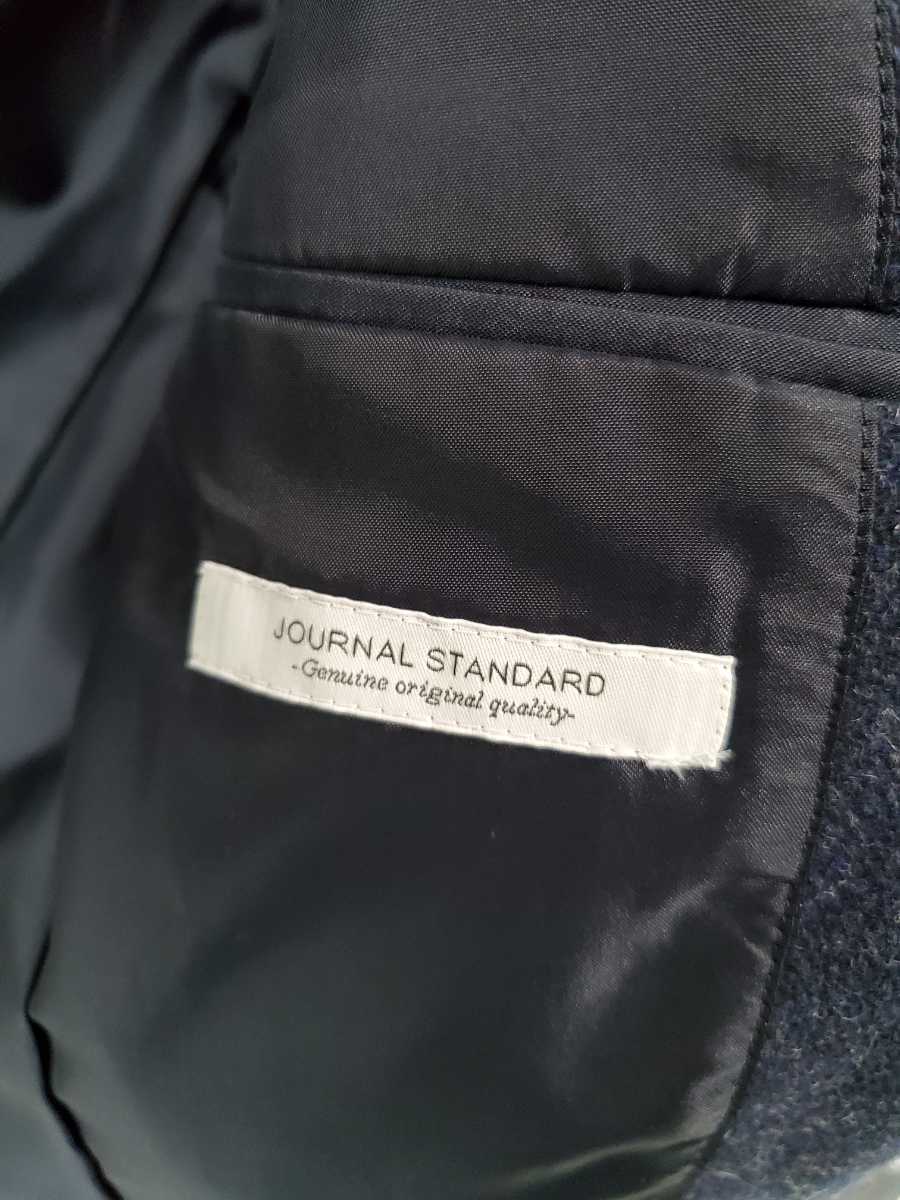 JOURNAL STANDARD
-Genuine original quality-